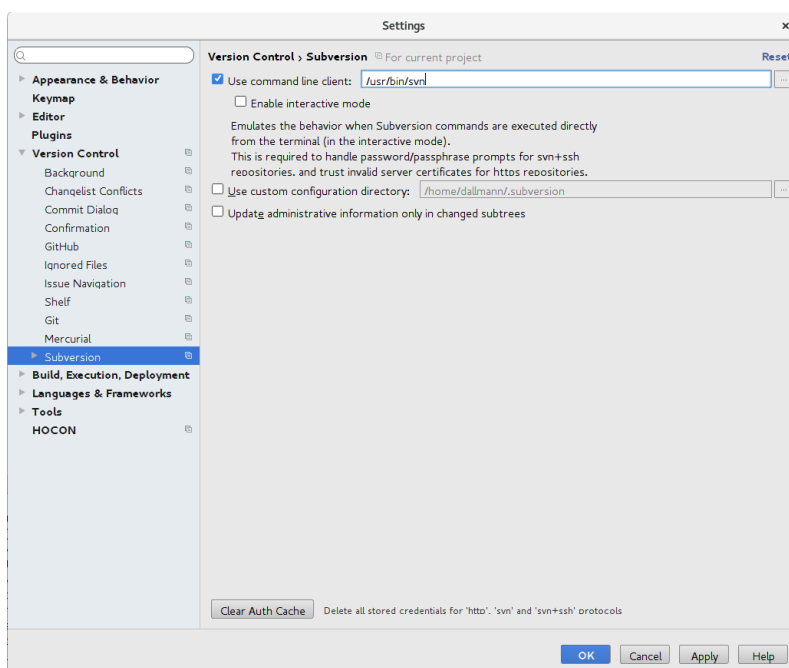 Settings
Version Control › Subversion For current project Reset
Use command line client: /usr/bin/svn ...
Enable interactive mode
Emulates the behavior when Subversion commands are executed directly
from the terminal (in the interactive mode).
This is required to handle password/passphrase prompts for svn+ssh
repositories, and trust invalid server certificates for https repositories.
Use custom configuration directory: /home/dallmann/.subversion ...
Update administrative information only in changed subtrees
Appearance & Behavior
Keymap
Editor
Plugins
Version Control
Background
Changelist Conflicts
Commit Dialog
Confirmation
GitHub
Ignored Files
Issue Navigation
Shelf
Git
Mercurial
Subversion
Build, Execution, Deployment
Languages & Frameworks
Tools
HOCON
Clear Auth Cache Delete all stored credentials for 'http', 'svn' and 'svn+ssh' protocols
OK Cancel Apply Help